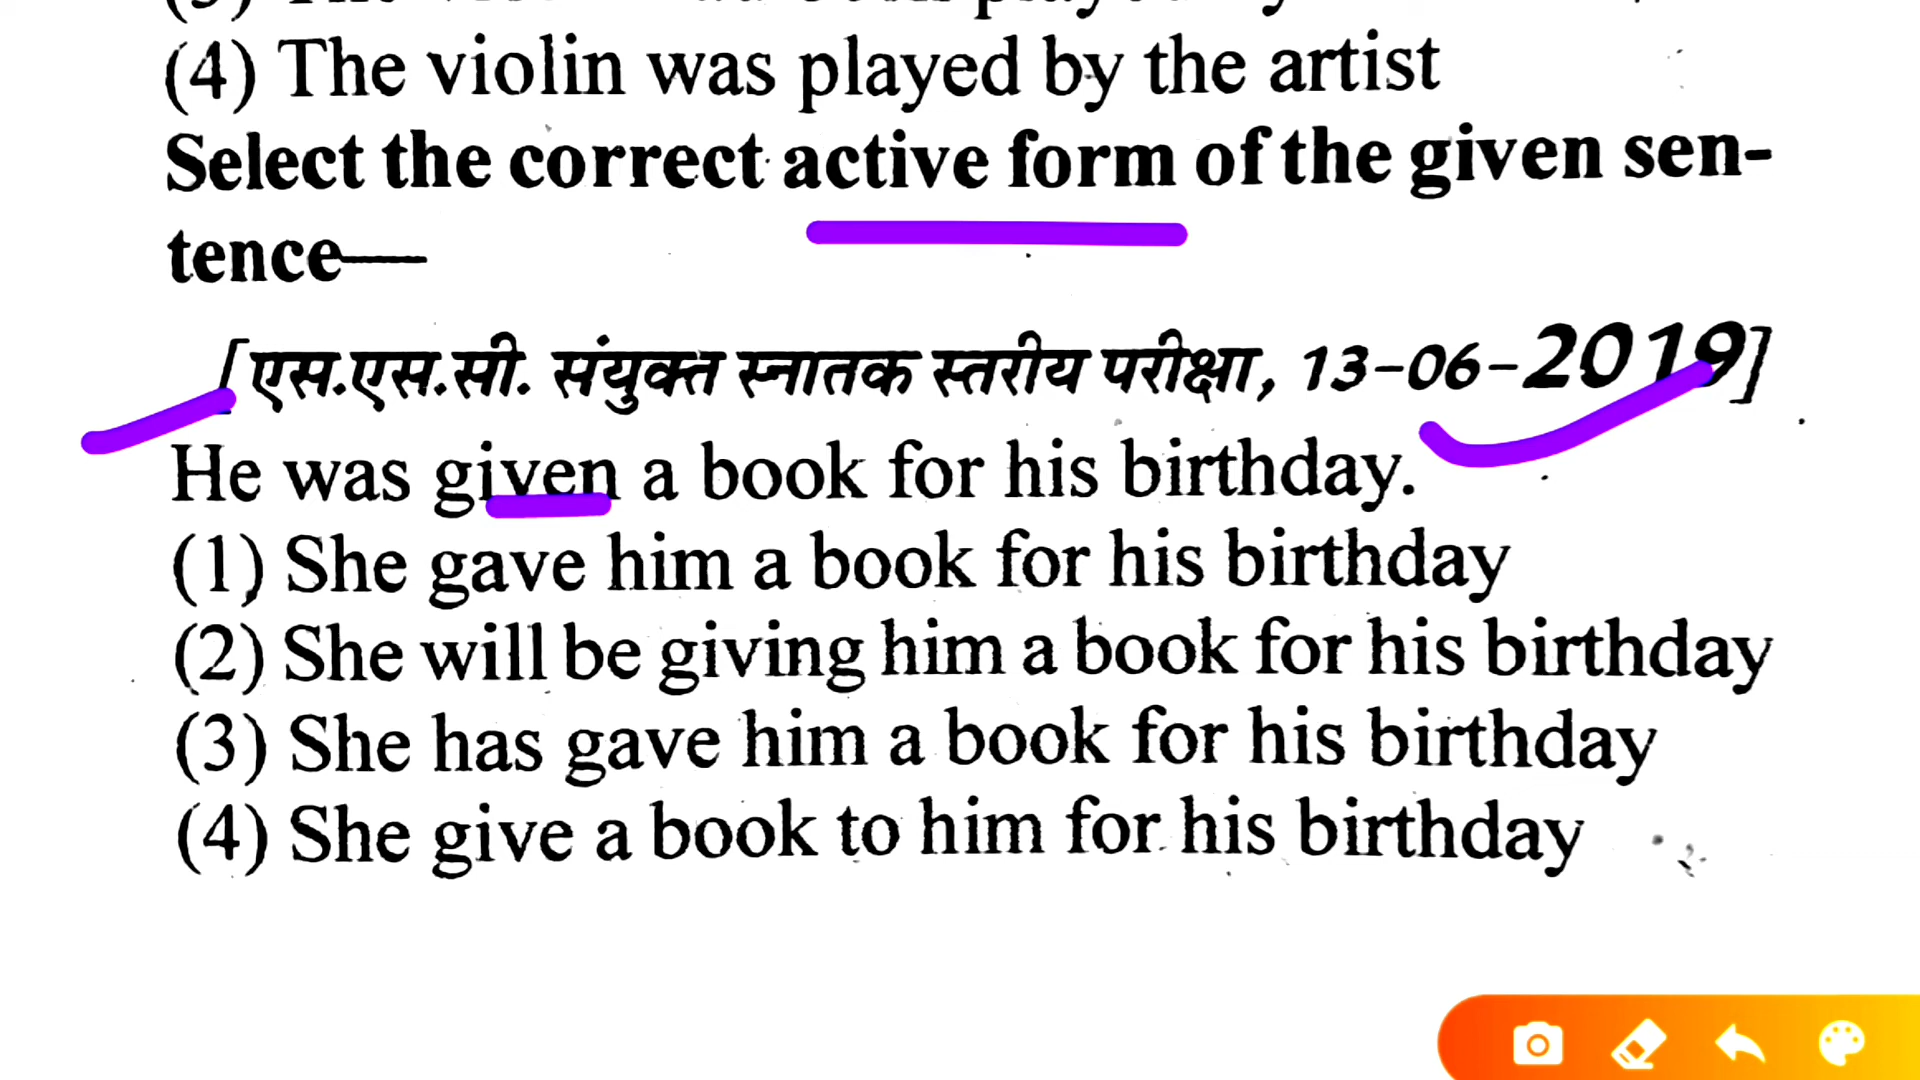 (4) The violin was played by the artist
Select the correct active form of the given sen-
tence—
[एस.एस.सी. संयुक्त स्नातक स्तरीय परीक्षा, 13-06-2019]
He was given a book for his birthday.
(1) She gave him a book for his birthday
(2) She will be giving him a book for his birthday
(3) She has gave him a book for his birthday
(4) She give a book to him for his birthday